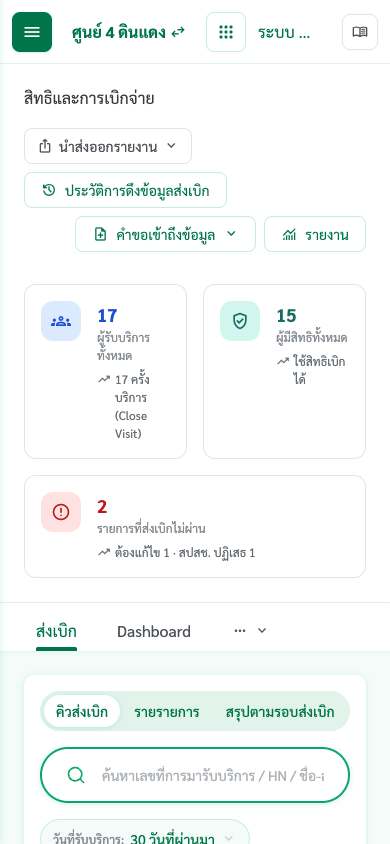 ศูนย์ 4 ดินแดง
ระบบ ...
สิทธิและการเบิกจ่าย
นำส่งออกรายงาน
ประวัติการดึงข้อมูลส่งเบิก
คำขอเข้าถึงข้อมูล
รายงาน
17
ผู้รับบริการ
ทั้งหมด
17 ครั้ง
บริการ
(Close
Visit)
15
ผู้มีสิทธิทั้งหมด
ใช้สิทธิเบิก
ได้
2
รายการที่ส่งเบิกไม่ผ่าน
ต้องแก้ไข 1 · สปสช. ปฏิเสธ 1
ส่งเบิก
Dashboard
···
คิวส่งเบิก
รายรายการ
สรุปตามรอบส่งเบิก
ค้นหาเลขที่การมารับบริการ / HN / ชื่อ-
วันที่รับบริการ: 30 วันที่ผ่านมา